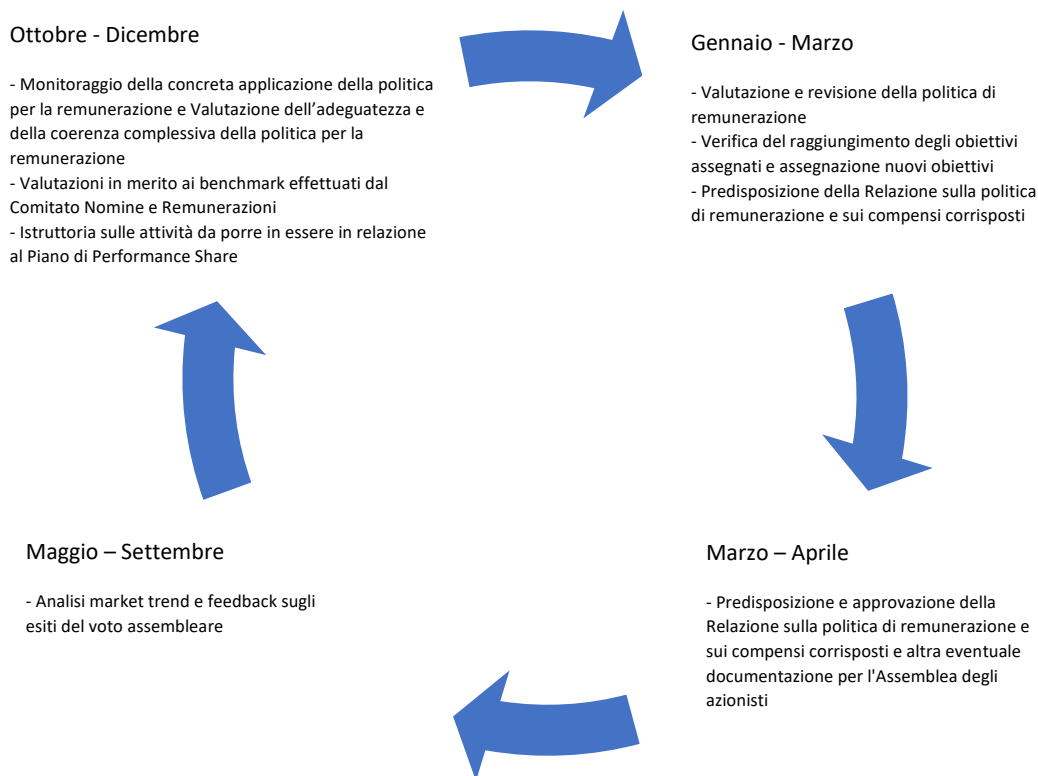 Ottobre - Dicembre
- Monitoraggio della concreta applicazione della politica
per la remunerazione e Valutazione dell’adeguatezza e
della coerenza complessiva della politica per la
remunerazione
- Valutazioni in merito ai benchmark effettuati dal
Comitato Nomine e Remunerazioni
- Istruttoria sulle attività da porre in essere in relazione
al Piano di Performance Share
Gennaio - Marzo
- Valutazione e revisione della politica di
remunerazione
- Verifica del raggiungimento degli obiettivi
assegnati e assegnazione nuovi obiettivi
- Predisposizione della Relazione sulla politica
di remunerazione e sui compensi corrisposti
Maggio – Settembre
- Analisi market trend e feedback sugli
esiti del voto assembleare
Marzo – Aprile
- Predisposizione e approvazione della
Relazione sulla politica di remunerazione e
sui compensi corrisposti e altra eventuale
documentazione per l'Assemblea degli
azionisti